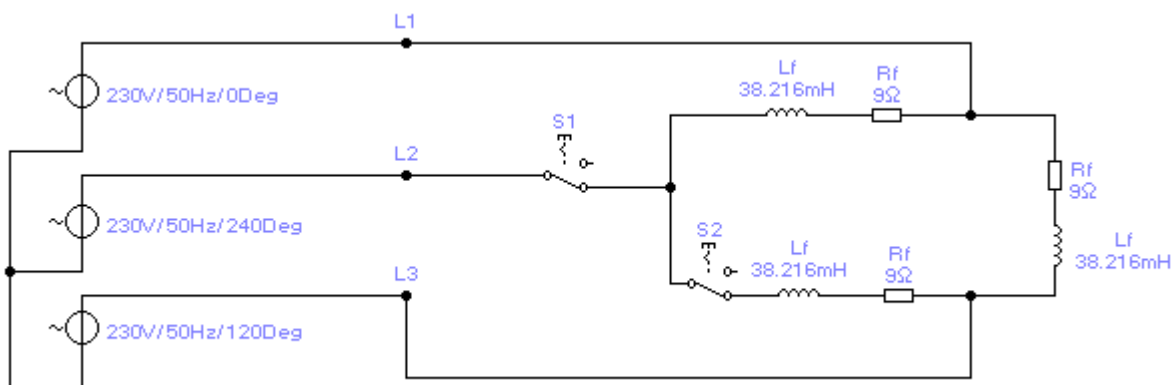 L1
Lf
38.216mH
Rf
9Ω
230V/50Hz/0Deg
S1
L2
Rf
9Ω
230V/50Hz/240Deg
S2
Lf
38.216mH
Rf
9Ω
Lf
38.216mH
L3
230V/50Hz/120Deg